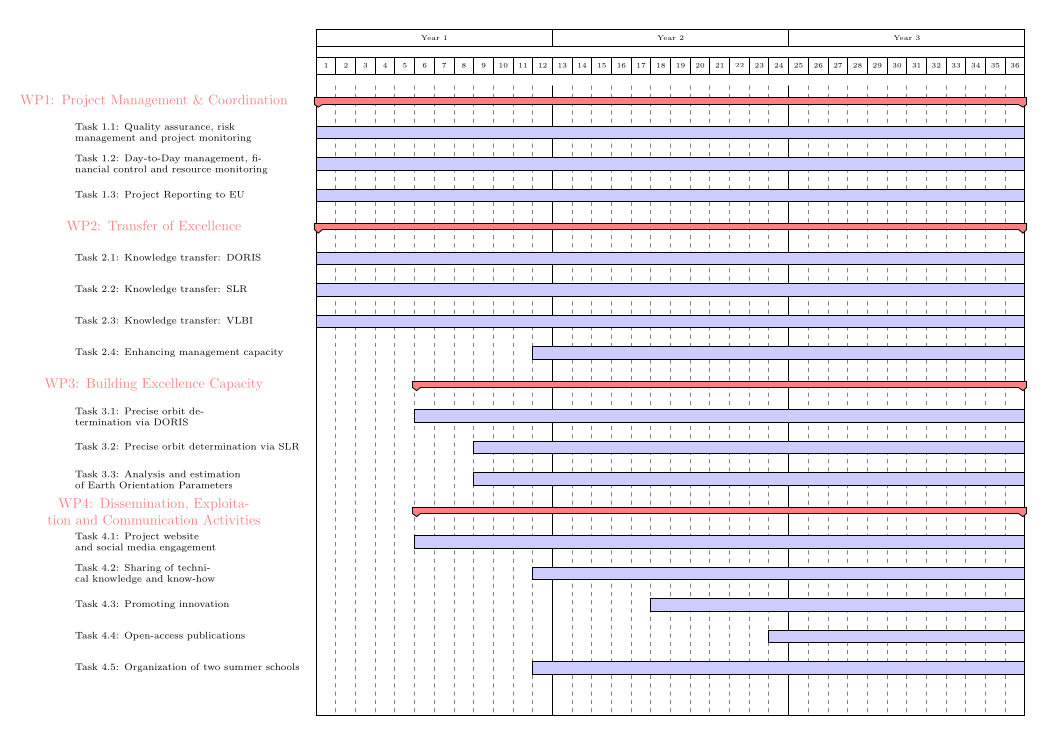 Year 1 Year 2 Year 3
1 2 3 4 5 6 7 8 9 10 11 12 13 14 15 16 17 18 19 20 21 22 23 24 25 26 27 28 29 30 31 32 33 34 35 36
WP1: Project Management & Coordination
Task 1.1: Quality assurance, risk
management and project monitoring
Task 1.2: Day-to-Day management, fi-
nancial control and resource monitoring
Task 1.3: Project Reporting to EU
WP2: Transfer of Excellence
Task 2.1: Knowledge transfer: DORIS
Task 2.2: Knowledge transfer: SLR
Task 2.3: Knowledge transfer: VLBI
Task 2.4: Enhancing management capacity
WP3: Building Excellence Capacity
Task 3.1: Precise orbit de-
termination via DORIS
Task 3.2: Precise orbit determination via SLR
Task 3.3: Analysis and estimation
of Earth Orientation Parameters
WP4: Dissemination, Exploita-
tion and Communication Activities
Task 4.1: Project website
and social media engagement
Task 4.2: Sharing of techni-
cal knowledge and know-how
Task 4.3: Promoting innovation
Task 4.4: Open-access publications
Task 4.5: Organization of two summer schools